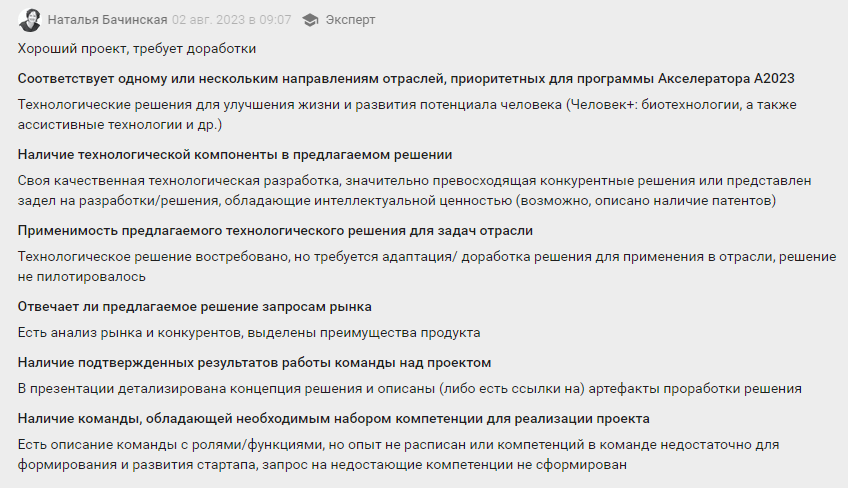 Наталья Бачинская 02 авг. 2023 в 09:07 Эксперт
Хороший проект, требует доработки
Соответствует одному или нескольким направлениям отраслей, приоритетных для программы Акселератора А2023
Технологические решения для улучшения жизни и развития потенциала человека (Человек+: биотехнологии, а также
ассистивные технологии и др.)
Наличие технологической компоненты в предлагаемом решении
Своя качественная технологическая разработка, значительно превосходящая конкурентные решения или представлен
задел на разработки/решения, обладающие интеллектуальной ценностью (возможно, описано наличие патентов)
Применимость предлагаемого технологического решения для задач отрасли
Технологическое решение востребовано, но требуется адаптация/ доработка решения для применения в отрасли, решение
не пилотировалось
Отвечает ли предлагаемое решение запросам рынка
Есть анализ рынка и конкурентов, выделены преимущества продукта
Наличие подтвержденных результатов работы команды над проектом
В презентации детализирована концепция решения и описаны (либо есть ссылки на) артефакты проработки решения
Наличие команды, обладающей необходимым набором компетенции для реализации проекта
Есть описание команды с ролями/функциями, но опыт не расписан или компетенций в команде недостаточно для
формирования и развития стартапа, запрос на недостающие компетенции не сформирован